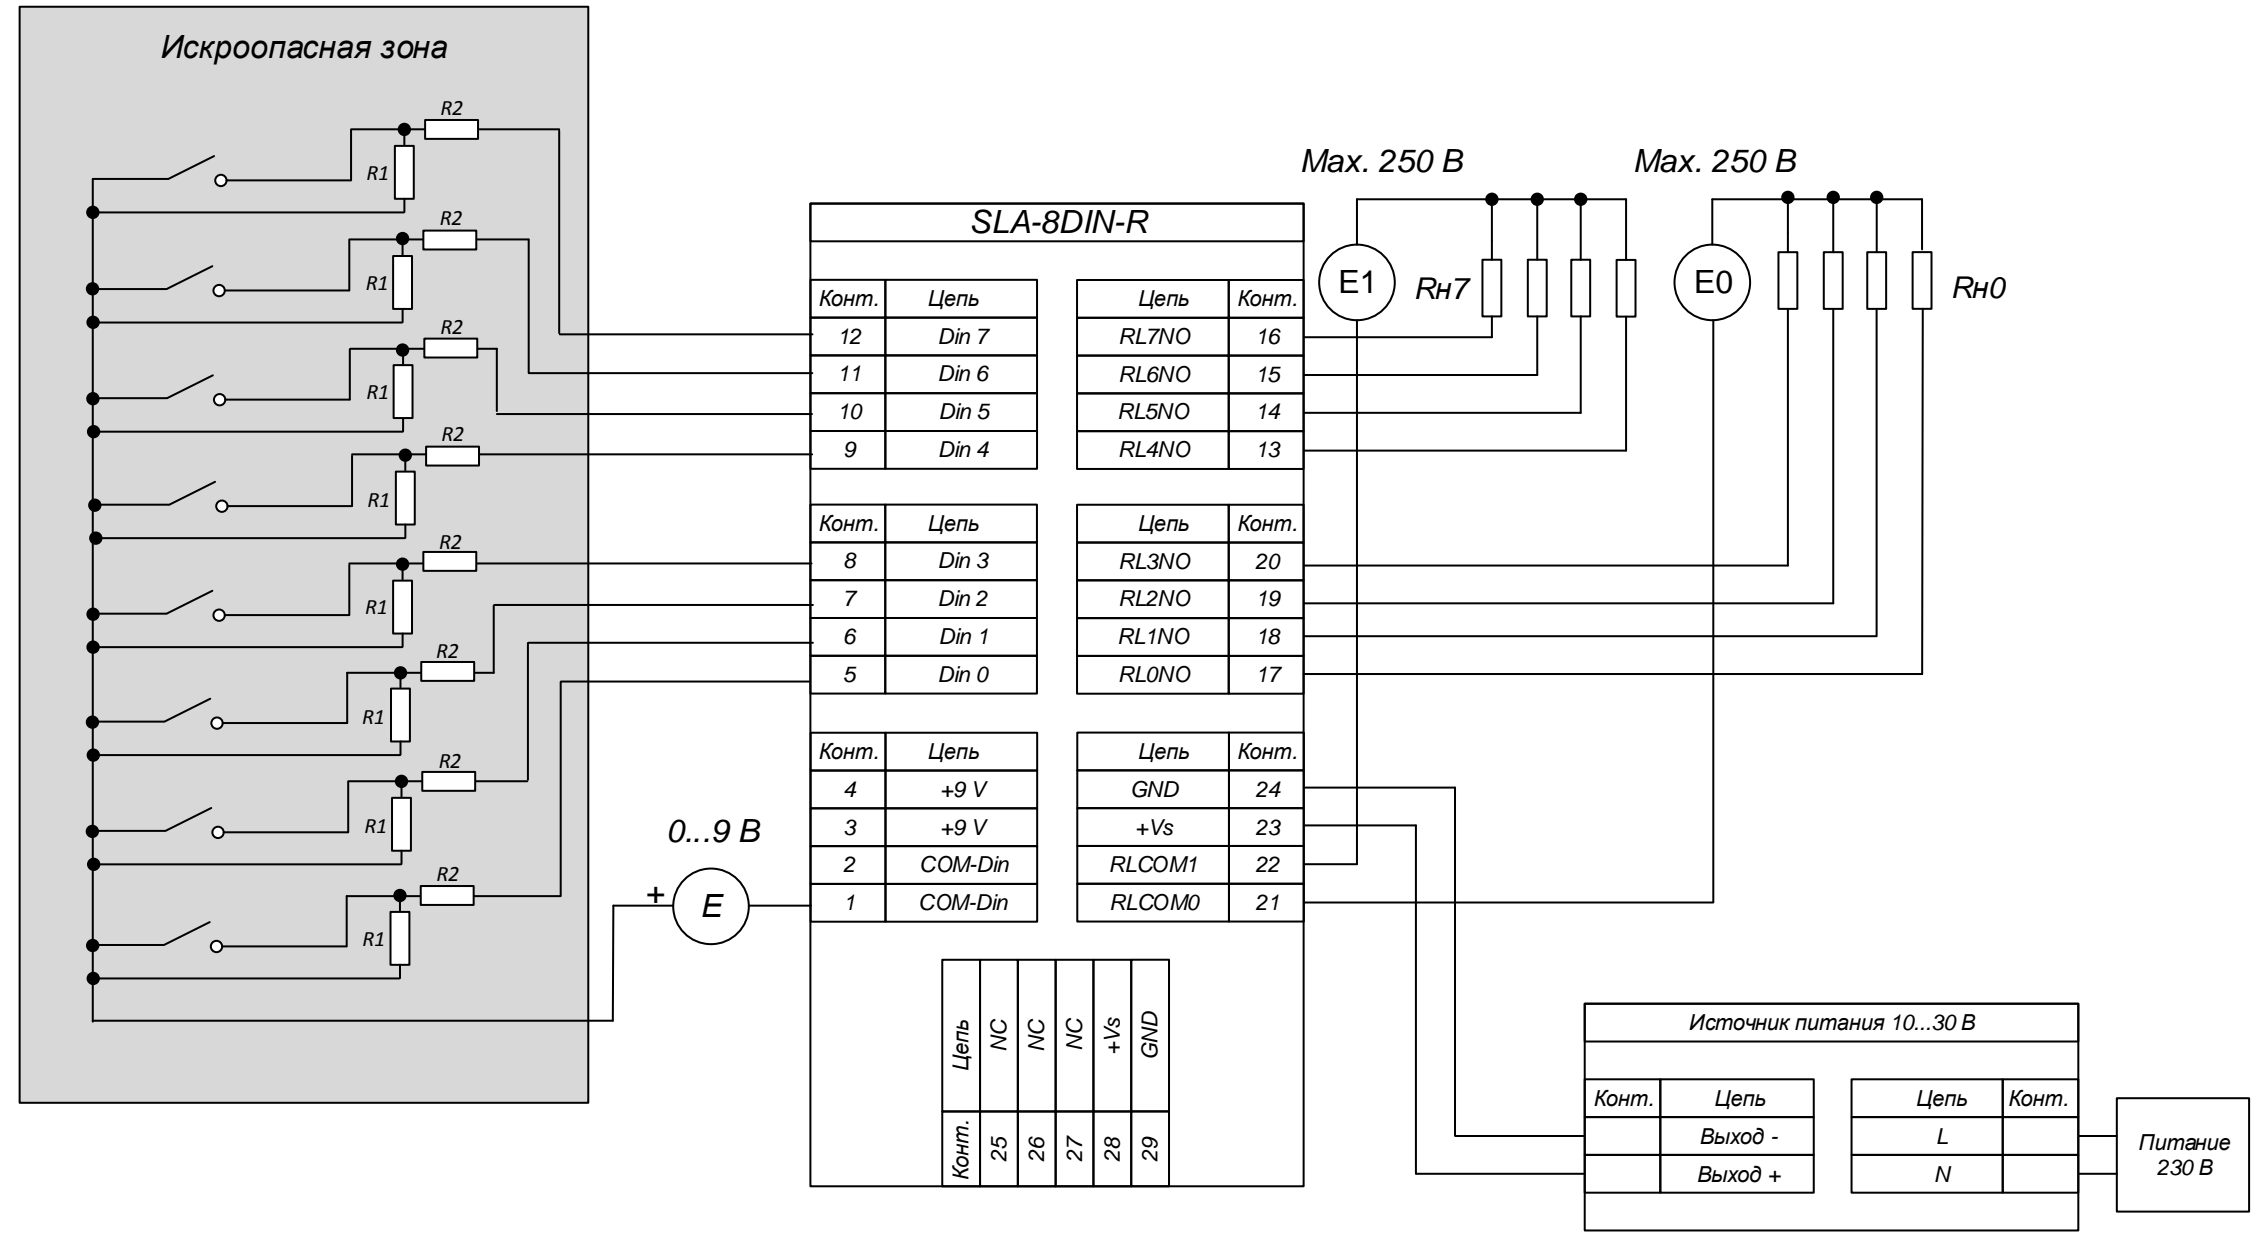 Искроопасная зона
R2
R1
R2
R1
R2
R1
R2
R1
R2
R1
R2
R1
R2
R1
R2
R1
0...9 В
+
E
SLA-8DIN-R
Конт. Цепь
12 Din 7
11 Din 6
10 Din 5
9 Din 4
Конт. Цепь
8 Din 3
7 Din 2
6 Din 1
5 Din 0
Конт. Цепь
4 +9 V
3 +9 V
2 COM-Din
1 COM-Din
Цепь Конт.
RL7NO 16
RL6NO 15
RL5NO 14
RL4NO 13
Цепь Конт.
RL3NO 20
RL2NO 19
RL1NO 18
RL0NO 17
Цепь Конт.
GND 24
+Vs 23
RLCOM1 22
RLCOM0 21
Конт. Цепь
25 NC
26 NC
27 NC
28 +Vs
29 GND
Max. 250 В
E1
Rн7
Max. 250 В
E0
Rн0
Источник питания 10...30 В
Конт. Цепь
Выход -
Выход +
Цепь Конт.
L
N
Питание
230 В